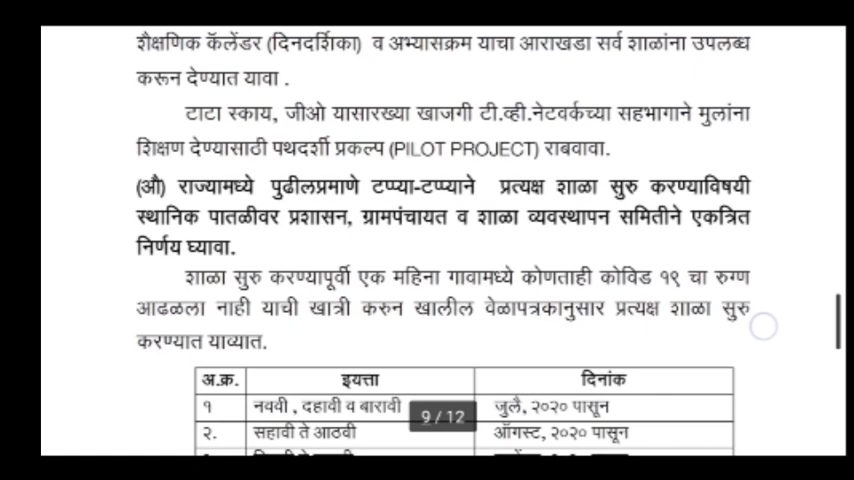 शैक्षणिक कॅलेंडर (दिनदर्शिका) व अभ्यासक्रम याचा आराखडा सर्व शाळांना उपलब्ध
करून देण्यात यावा .
टाटा स्काय, जीओ यासारख्या खाजगी टी.व्ही.नेटवर्कच्या सहभागाने मुलांना
शिक्षण देण्यासाठी पथदर्शी प्रकल्प (PILOT PROJECT) राबवावा.
(औ) राज्यामध्ये पुढीलप्रमाणे टप्प्या-टप्प्याने प्रत्यक्ष शाळा सुरु करण्याविषयी
स्थानिक पातळीवर प्रशासन, ग्रामपंचायत व शाळा व्यवस्थापन समितीने एकत्रित
निर्णय घ्यावा.
शाळा सुरु करण्यापूर्वी एक महिना गावामध्ये कोणताही कोविड १९ चा रुग्ण
आढळला नाही याची खात्री करुन खालील वेळापत्रकानुसार प्रत्यक्ष शाळा सुरु
करण्यात याव्यात.
अ.क्र. इयत्ता दिनांक
१ नववी , दहावी व बारावी जुलै, २०२० पासून
9 / 12
२. सहावी ते आठवी ऑगस्ट, २०२० पासून